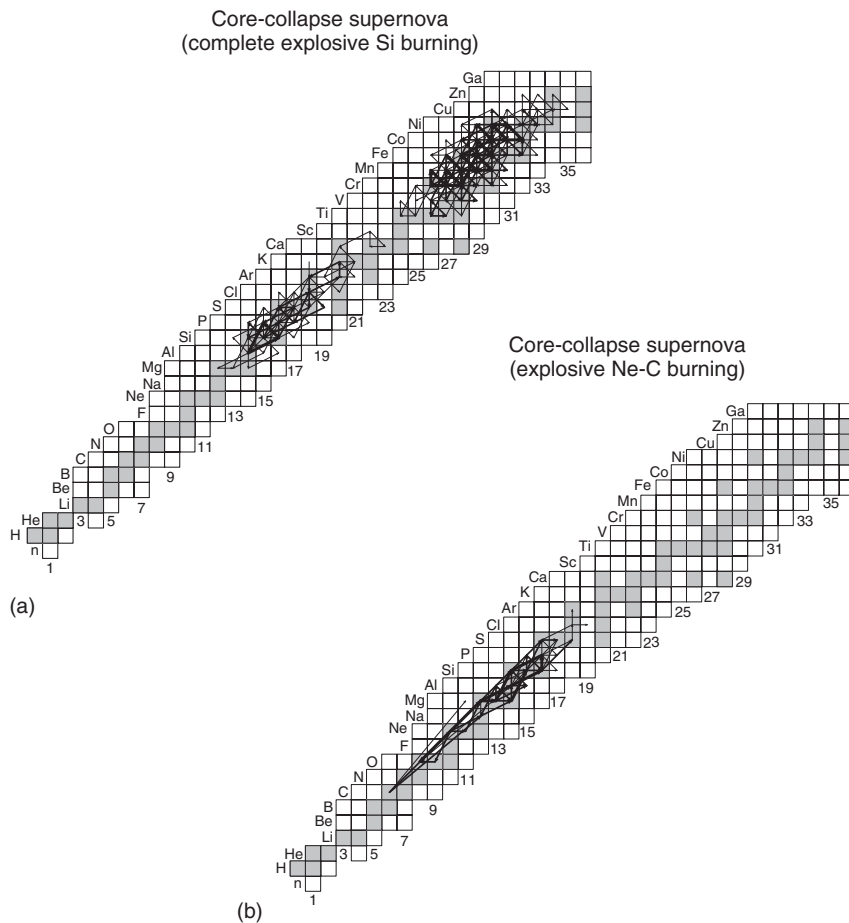 Core-collapse supernova
(complete explosive Si burning)
Ga
Zn
Cu
Ni
Co
Fe
Mn
35
Cr
33
V
Ti
31
Sc
Ca
29
K
27
Ar
25
Cl
S
23
P
21
Si
Al
19
Mg
17
Na
Ne
15
F
13
O
N
11
C
B
9
Be
7
Li
He
3
5
H
n
1
(a)
Core-collapse supernova
(explosive Ne-C burning)
Ga
Zn
Cu
Ni
Co
Fe
35
Mn
Cr
33
V
Ti
31
Sc
Ca
29
K
27
Ar
25
Cl
S
23
P
21
Si
Al
19
Mg
17
Na
Ne
15
F
13
O
N
11
C
B
9
Be
7
Li
He
3
5
H
n
1
(b)